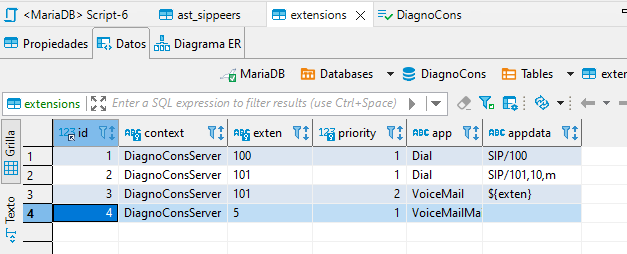 <MariaDB> Script-6 ast_sippeers extensions DiagnoCons
Propiedades Datos Diagrama ER
MariaDB Databases DiagnoCons Tables
extensions Enter a SQL expression to filter results (use Ctrl+Space)
Grilla
Texto
123 id ABC context ABC exten 123 priority ABC app ABC appdata
1 1 DiagnoConsServer 100 1 Dial SIP/100
2 2 DiagnoConsServer 101 1 Dial SIP/101,10,m
3 3 DiagnoConsServer 101 2 VoiceMail ${exten}
4 4 DiagnoConsServer 5 1 VoiceMailMa